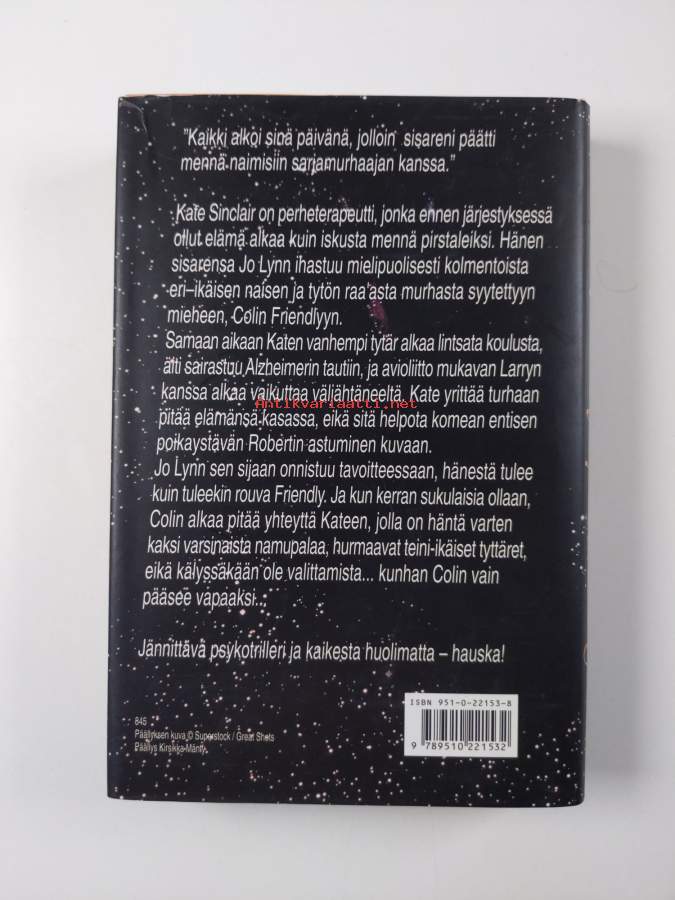 "Kaikki alkoi sinä päivänä, jolloin sisareni päätti
mennä naimisiin sarjamurhaajan kanssa."
Kate Sinclair on perheterapeutti, jonka ennen järjestyksessä
ollut elämä alkaa kuin iskusta mennä pirstaleiksi. Hänen
sisarensa Jo Lynn ihastuu mielipuolisesti kolmentoista
eri–ikäisen naisen ja tytön raa'asta murhasta syytettyyn
mieheen, Colin Friendlyyn.
Samaan aikaan Katen vanhempi tytär alkaa lintsata koulusta,
äiti sairastuu Alzheimerin tautiin, ja avioliitto mukavan Larryn
kanssa alkaa vaikuttaa väljähtäneeltä. Kate yrittää turhaan
Antikvariaatti.net
pitää elämänsä kasassa, eikä sitä helpota komean entisen
poikaystävän Robertin astuminen kuvaan.
Jo Lynn sen sijaan onnistuu tavoitteessaan, hänestä tulee
kuin tuleekin rouva Friendly. Ja kun kerran sukulaisia ollaan,
Colin alkaa pitää yhteyttä Kateen, jolla on häntä varten
kaksi varsinaista namupalaa, hurmaavat teini-ikäiset tyttäret,
eikä kälyssäkään ole valittamista... kunhan Colin vain
pääsee vapaaksi...
Jännittävä psykotrilleri ja kaikesta huolimatta – hauska!
ISBN 951-0-22153-8
9 789510 221532
845
Päällyksen kuva © Superstock / Great Shots
Päällys Kirsikka Mänty